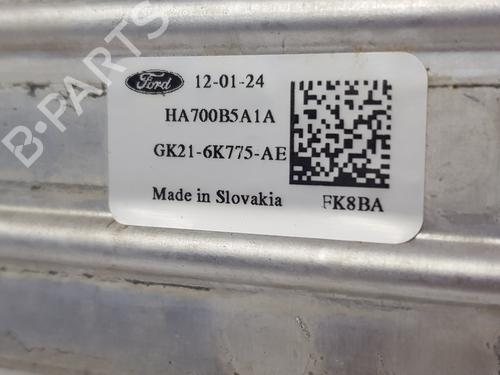 Ford 12-01-24
HA700B5A1A
GK21-6K775-AE
Made in Slovakia FK8BA
B-PARTS